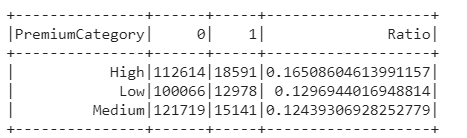 +---------------+------+-----+-------------------+
|PremiumCategory|     0|    1|              Ratio|
+---------------+------+-----+-------------------+
|           High|112614|18591|0.16508604613991157|
|            Low|100066|12978| 0.1296944016948814|
|         Medium|121719|15141|0.12439306928252779|
+---------------+------+-----+-------------------+